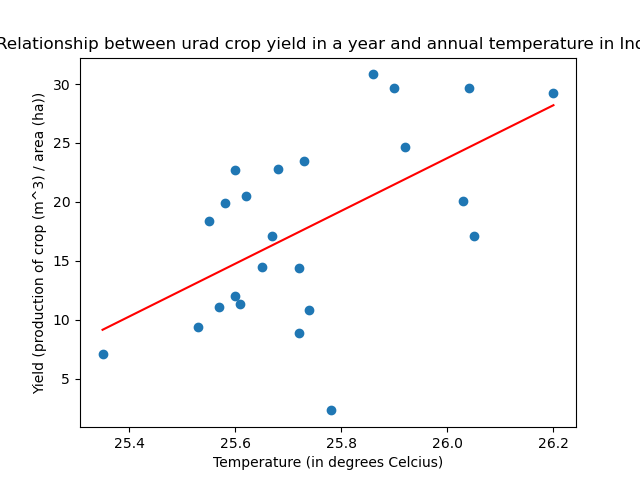 Relationship between urad crop yield in a year and annual temperature in Ind
Yield (production of crop (m^3) / area (ha))
30
25
20
15
10
5
25.4 25.6 25.8 26.0 26.2
Temperature (in degrees Celcius)